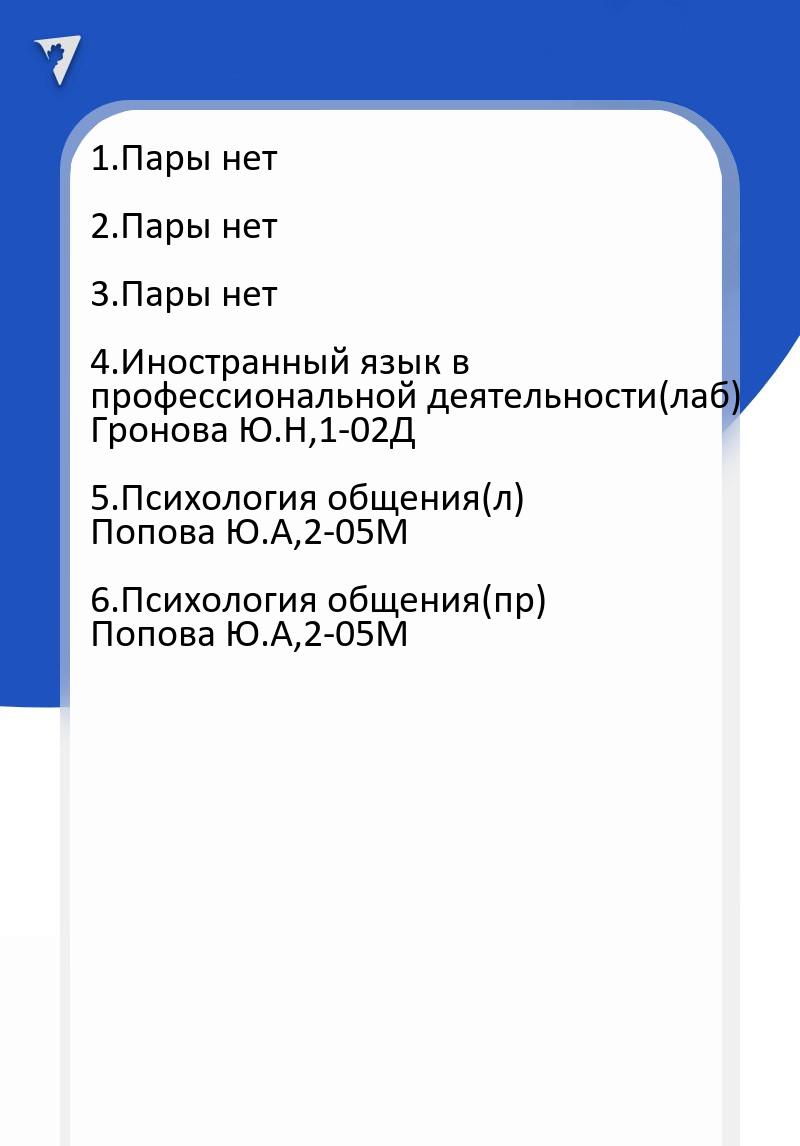 1.Пары нет
2.Пары нет
3.Пары нет
4.Иностранный язык в
профессиональной деятельности(лаб)
Гронова Ю.Н,1-02Д
5.Психология общения(л)
Попова Ю.А,2-05М
6.Психология общения(пр)
Попова Ю.А,2-05М